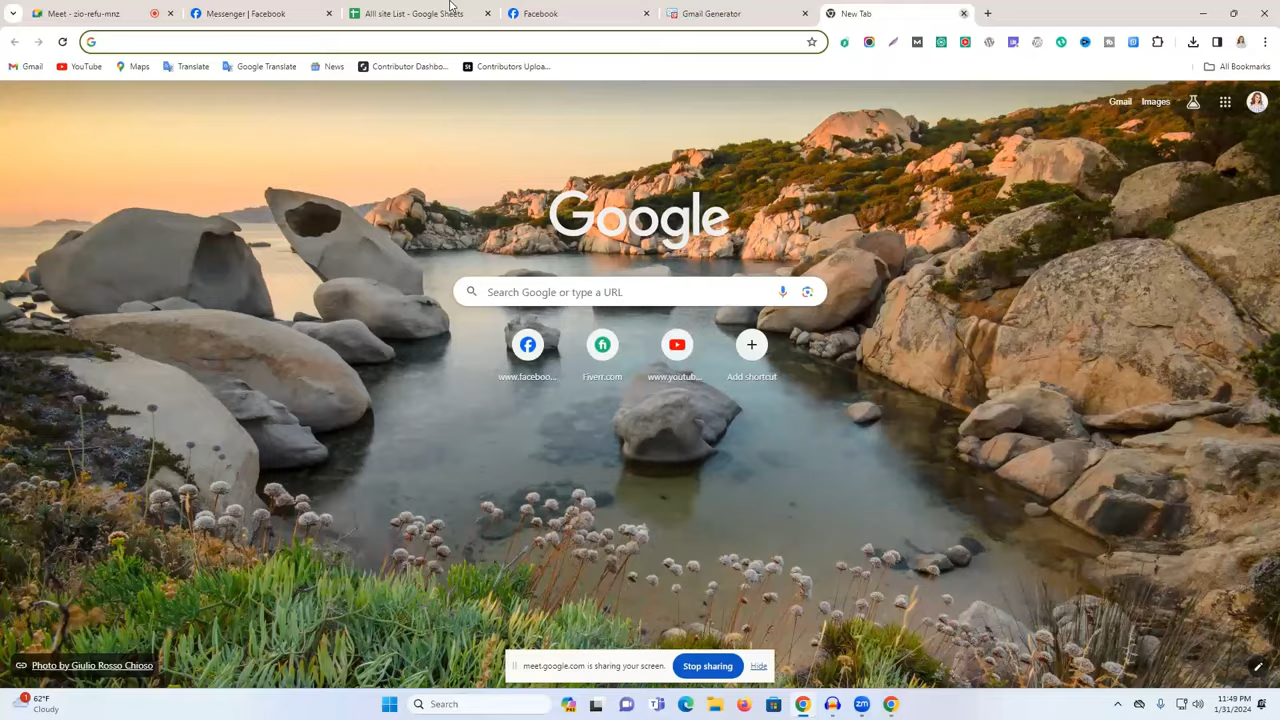 Meet - zio-refu-mnz
Messenger | Facebook
Alll site List - Google Sheets
Facebook
Gmail Generator
New Tab
Gmail
YouTube
Maps
Translate
Google Translate
News
Contributor Dashbo...
Contributors Uploa...
All Bookmarks
Gmail Images
Google
Search Google or type a URL
www.faceboo...
Fiverr.com
www.youtub...
Add shortcut
Photo by Giulio Rosso Chioso
meet.google.com is sharing your screen.
Stop sharing
Hide
1
62°F
Cloudy
Search
zm
11:49 PM
1/31/2024